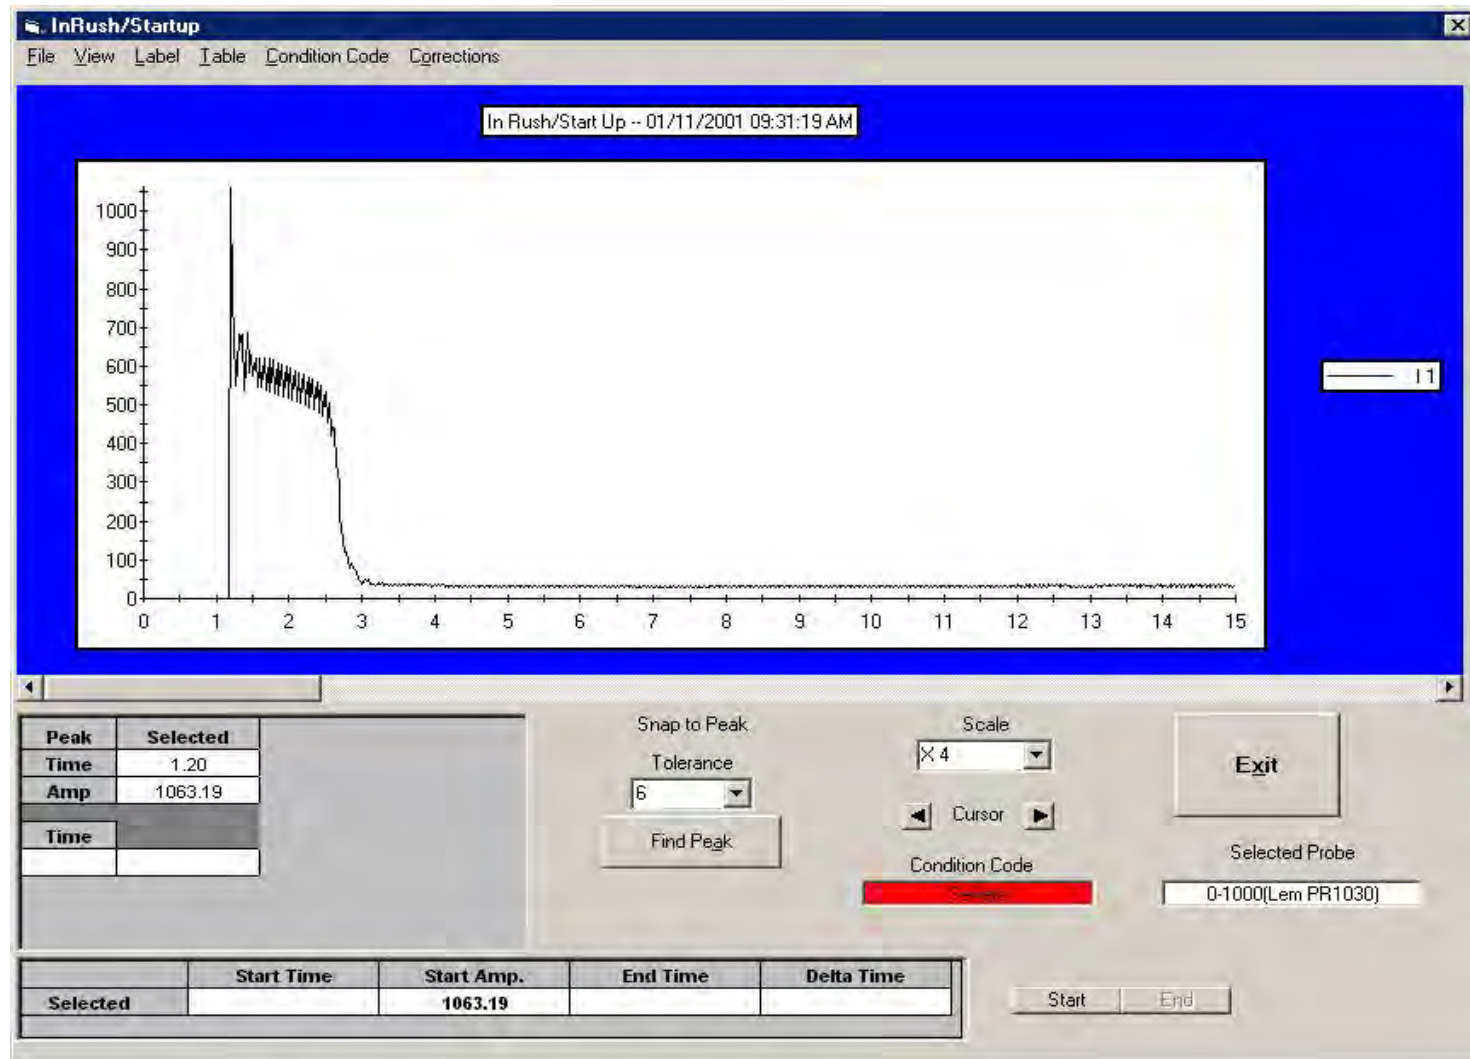 InRush/Startup
File View Label Table Condition Code Corrections
In Rush/Start Up -- 01/11/2001 09:31:19 AM
1000
900
800
700
600
500
400
300
200
100
0
0 1 2 3 4 5 6 7 8 9 10 11 12 13 14 15
I 1
Peak Selected
Time 1.20
Amp 1063.19
Time
Snap to Peak
Tolerance
6
Find Peak
Scale
X 4
Cursor
Condition Code
Severe
Exit
Selected Probe
0-1000(Lem PR1030)
Start Time Start Amp. End Time Delta Time
Selected 1063.19
Start End